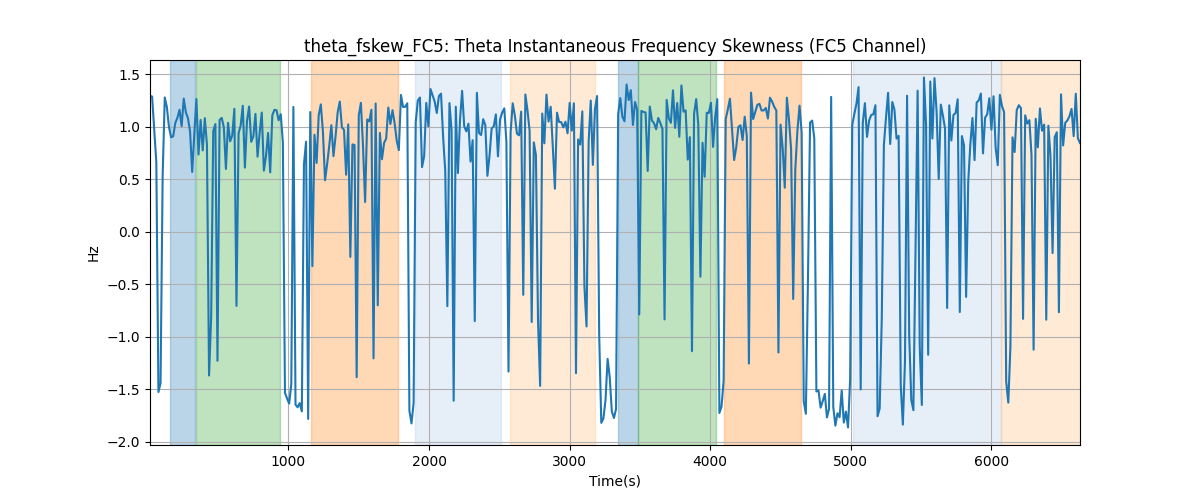 theta_fskew_FC5: Theta Instantaneous Frequency Skewness (FC5 Channel)
1.5
1.0
0.5
0.0
−0.5
−1.0
−1.5
−2.0
Hz
1000 2000 3000 4000 5000 6000
Time(s)